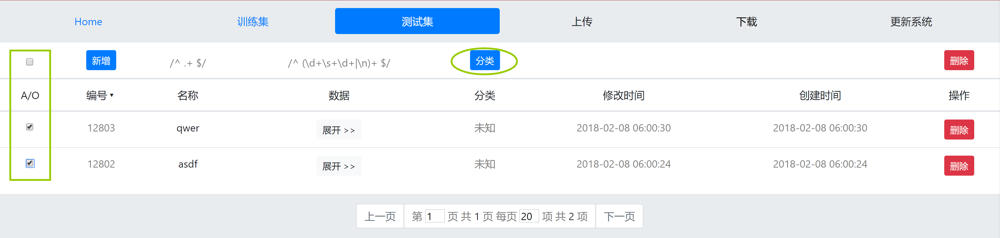 Home 训练集 测试集 上传 下载 更新系统
新增 /^ .+ $/ /^ (\d+\s+\d+|\n)+ $/ 分类 删除
A/O 编号▾ 名称 数据 分类 修改时间 创建时间 操作
12803 qwer 展开 >> 未知 2018-02-08 06:00:30 2018-02-08 06:00:30 删除
12802 asdf 展开 >> 未知 2018-02-08 06:00:24 2018-02-08 06:00:24 删除
上一页 第 1 页 共 1 页 每页 20 项 共 2 项 下一页